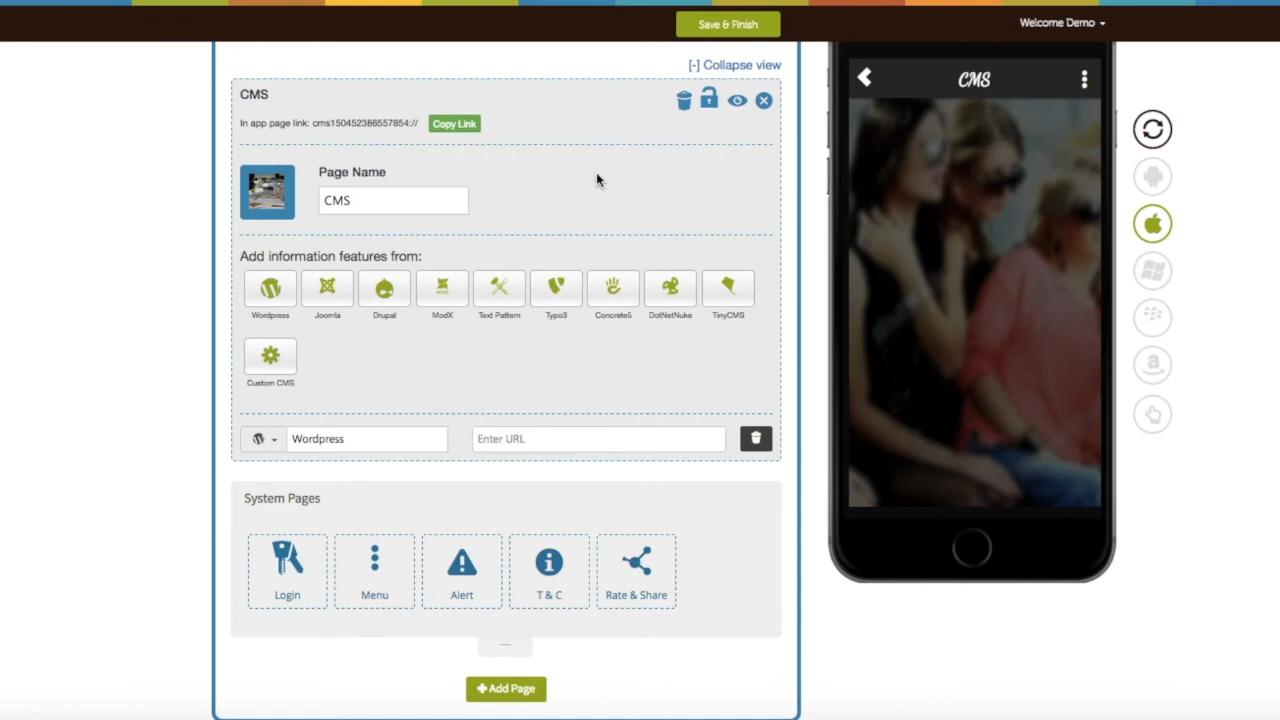 Save & Finish
Welcome Demo
[-] Collapse view
CMS
In app page link: cms150452386557854://
Copy Link
Page Name
CMS
Add information features from:
Wordpress
Joomla
Drupal
ModX
Text Pattern
Typo3
Concrete5
DotNetNuke
TinyCMS
Custom CMS
Wordpress
Enter URL
System Pages
Login
Menu
Alert
T & C
Rate & Share
Add Page
CMS